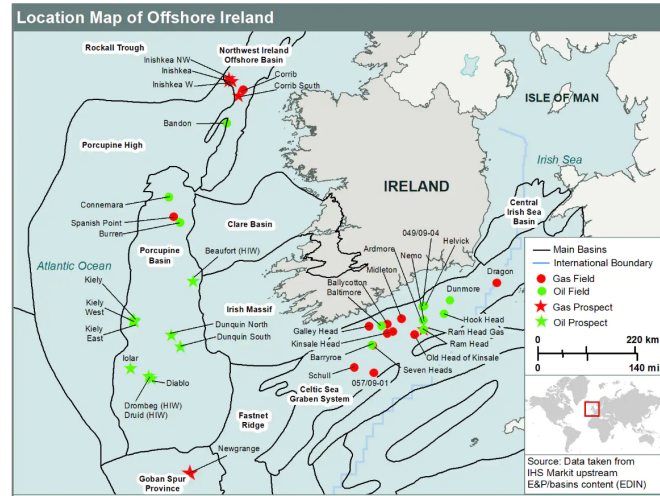 Location Map of Offshore Ireland
Rockall Trough
Northwest Ireland
Offshore Basin
Inishkea NW
Inishkea
Inishkea W
Corrib
Corrib South
ISLE OF MAN
Bandon
Porcupine High
Irish Sea
IRELAND
Connemara
Central
Irish Sea
Basin
Spanish Point
Burren
Clare Basin
049/09-04
Helvick
Ardmore
Nemo
Porcupine
Basin
Beaufort (HIW)
Midleton
Dragon
Atlantic Ocean
Dunmore
Kiely
Ballycotton
Baltimore
Kiely
West
Irish Massif
Hook Head
Kiely
East
Dunquin North
Dunquin South
Galley Head
Ram Head Gas
Kinsale Head
Ram Head
Iolar
Barryroe
Old Head of Kinsale
Diablo
Schull
Seven Heads
057/09-01
Drombeg (HIW)
Druid (HIW)
Celtic Sea
Graben System
Fastnet
Ridge
Newgrange
Goban Spur
Province
Main Basins
International Boundary
Gas Field
Oil Field
Gas Prospect
Oil Prospect
0 220 km
0 140 mi
Source: Data taken from
IHS Markit upstream
E&P/basins content (EDIN)